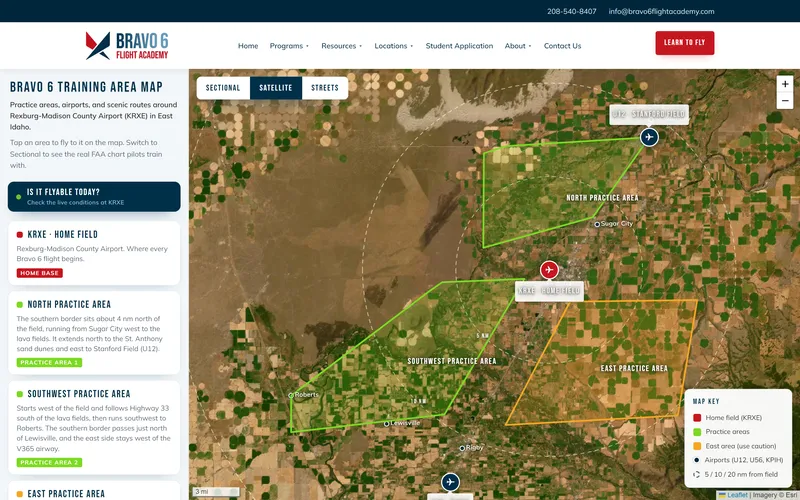 208-540-8407
info@bravo6flightacademy.com
BRAVO 6
FLIGHT ACADEMY
Home
Programs
Resources
Locations
Student Application
About
Contact Us
LEARN TO FLY
BRAVO 6 TRAINING AREA MAP
Practice areas, airports, and scenic routes around
Rexburg-Madison County Airport (KRXE) in East
Idaho.
Tap an area to fly to it on the map. Switch to
Sectional to see the real FAA chart pilots train
with.
IS IT FLYABLE TODAY?
Check the live conditions at KRXE
KRXE · HOME FIELD
Rexburg-Madison County Airport. Where every
Bravo 6 flight begins.
HOME BASE
NORTH PRACTICE AREA
The southern border sits about 4 nm north of
the field, running from Sugar City west to the
lava fields. It extends north to the St. Anthony
sand dunes and east to Stanford Field (U12).
PRACTICE AREA 1
SOUTHWEST PRACTICE AREA
Starts west of the field and follows Highway 33
south of the lava fields, then runs southwest to
Roberts. The southern border passes just north
of Lewisville, and the east side stays west of the
V365 airway.
PRACTICE AREA 2
EAST PRACTICE AREA
SECTIONAL
SATELLITE
STREETS
+
−
U12 · STANFORD FIELD
NORTH PRACTICE AREA
Sugar City
KRXE · HOME FIELD
5 NM
SOUTHWEST PRACTICE AREA
EAST PRACTICE AREA
Roberts
10 NM
Lewisville
Rigby
MAP KEY
Home field (KRXE)
Practice areas
East area (use caution)
Airports (U12, U56, KPIH)
5 / 10 / 20 nm from field
3 mi
Leaflet | Imagery © Esri